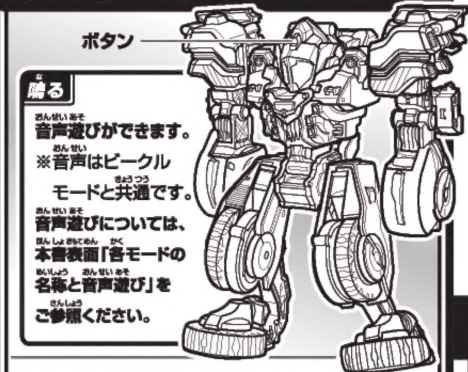 ボタン
鳴る
音声遊びができます。
※音声はビークル
モードと共通です。
音声遊びについては、
本書表面「各モードの
名称と音声遊び」を
ご参照ください。